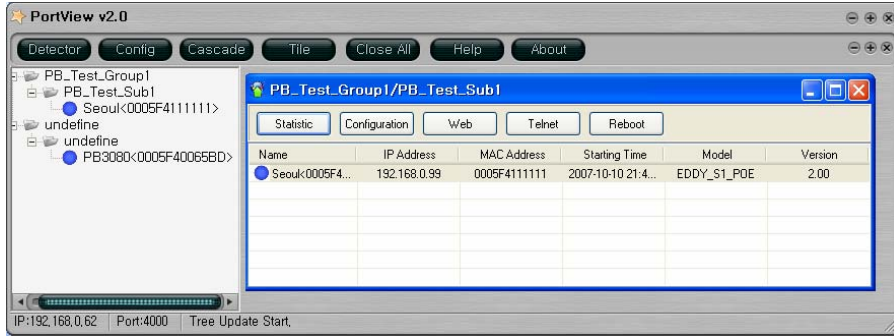 PortView v2.0
Detector Config Cascade Tile Close All Help About
PB_Test_Group1
PB_Test_Sub1
Seoul<0005F4111111>
undefine
undefine
PB3080<0005F40065BD>
PB_Test_Group1/PB_Test_Sub1
Statistic Configuration Web Telnet Reboot
Name IP Address MAC Address Starting Time Model Version
Seoul<0005F4... 192.168.0.99 0005F4111111 2007-10-10 21:4... EDDY_S1_POE 2.00
IP:192,168,0,62 Port:4000 Tree Update Start,